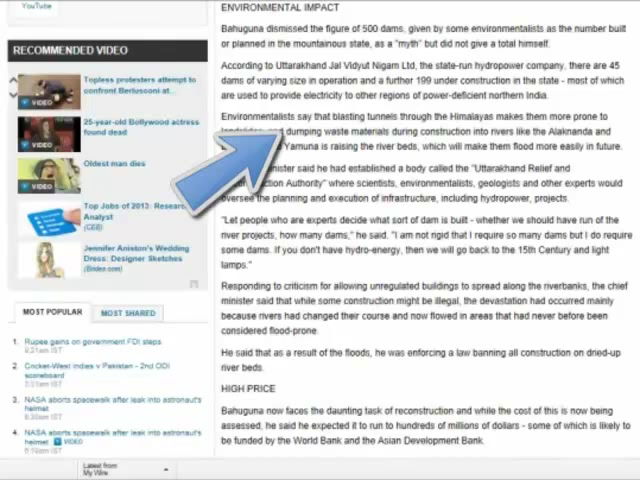 YouTube
RECOMMENDED VIDEO
Topless protesters attempt to
confront Berlusconi at...
VIDEO
25-year-old Bollywood actress
found dead
VIDEO
Oldest man dies
VIDEO
Top Jobs of 2013:
Analyst
(CEB)
Jennifer Aniston's Wedding
Dress: Designer Sketches
MOST POPULAR
MOST SHARED
1. Rupee gains on government FDI steps
9:21am IST
2. Cricket-West Indies v Pakistan - 2nd ODI
scoreboard
3:21am IST
3. NASA aborts spacewalk after leak into astronaut's
helmet
4. NASA aborts spacewalk after leak into astronaut's
helmet VIDEO
ENVIRONMENTAL IMPACT
Bahuguna dismissed the figure of 500 dams, given by some environmentalists as the number built
or planned in the mountainous state, as a "myth" but did not give a total himself.
According to Uttarakhand Jal Vidyut Nigam Ltd, the state-run hydropower company, there are 45
dams of varying size in operation and a further 199 under construction in the state - most of which
are used to provide electricity to other regions of power-deficient northern India.
Environmentalists say that blasting tunnels through the Himalayas makes them more prone to
dumping waste materials during construction into rivers like the Alaknanda and
Yamuna is raising the river beds, which will make them flood more easily in future.
said he had established a body called the "Uttarakhand Relief and
Authority" where scientists, environmentalists, geologists and other experts would
oversee the planning and execution of infrastructure, including hydropower, projects.
"Let people who are experts decide what sort of dam is built - whether we should have run of the
river projects, how many dams," he said. "I am not rigid that I require so many dams but I do require
some dams. If you don't have hydro-energy, then we will go back to the 15th Century and light
lamps."
Responding to criticism for allowing unregulated buildings to spread along the riverbanks, the chief
minister said that while some construction might be illegal, the devastation had occurred mainly
because rivers had changed their course and now flowed in areas that had never before been
considered flood-prone.
He said that as a result of the floods, he was enforcing a law banning all construction on dried-up
river beds.
HIGH PRICE
Bahuguna now faces the daunting task of reconstruction and while the cost of this is now being
assessed, he said he expected it to run to hundreds of millions of dollars - some of which is likely to
be funded by the World Bank and the Asian Development Bank.
Latest from
My Wire